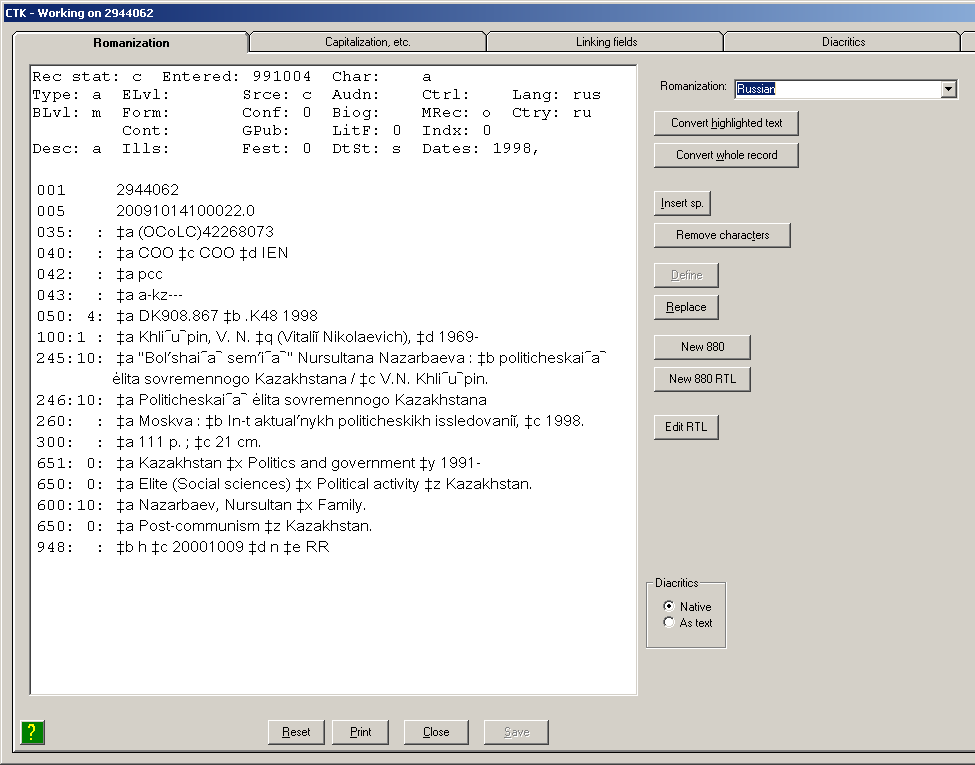 CTK - Working on 2944062
Romanization Capitalization, etc. Linking fields Diacritics
Rec stat: c Entered: 991004 Char: a
Type: a ELvl: Srce: c Audn: Ctrl: Lang: rus
BLvl: m Form: Conf: 0 Biog: MRec: o Ctry: ru
Cont: GPub: LitF: 0 Indx: 0
Desc: a Ills: Fest: 0 DtSt: s Dates: 1998,
001 2944062
005 20091014100022.0
035: : ‡a (OCoLC)42268073
040: : ‡a COO ‡c COO ‡d IEN
042: : ‡a pcc
043: : ‡a a-kz---
050: 4: ‡a DK908.867 ‡b .K48 1998
100:1 : ‡a Khli͡u͡pin, V. N. ‡q (Vitaliĭ Nikolaevich), ‡d 1969-
245:10: ‡a "Bolʹshai͡a͡ semʹi͡a͡" Nursultana Nazarbaeva : ‡b politicheskai͡a͡
ėlita sovremennogo Kazakhstana / ‡c V.N. Khli͡u͡pin.
246:10: ‡a Politicheskai͡a͡ ėlita sovremennogo Kazakhstana
260: : ‡a Moskva : ‡b In-t aktualʹnykh politicheskikh issledovaniĭ, ‡c 1998.
300: : ‡a 111 p. ; ‡c 21 cm.
651: 0: ‡a Kazakhstan ‡x Politics and government ‡y 1991-
650: 0: ‡a Elite (Social sciences) ‡x Political activity ‡z Kazakhstan.
600:10: ‡a Nazarbaev, Nursultan ‡x Family.
650: 0: ‡a Post-communism ‡z Kazakhstan.
948: : ‡b h ‡c 20001009 ‡d n ‡e RR
Romanization: Russian
Convert highlighted text
Convert whole record
Insert sp.
Remove characters
Define
Replace
New 880
New 880 RTL
Edit RTL
Diacritics
Native
As text
? Reset Print Close Save